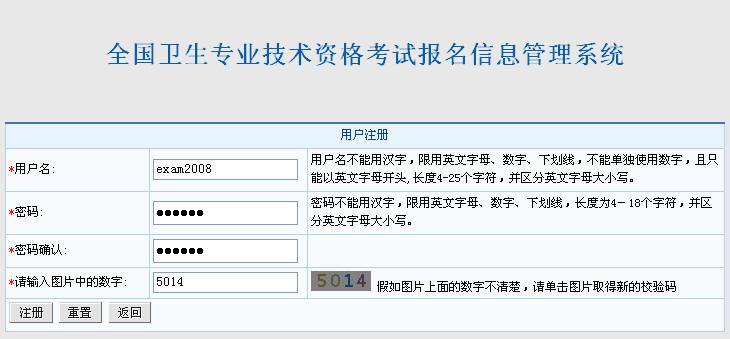 全国卫生专业技术资格考试报名信息管理系统
用户注册
*用户名:
exam2008
用户名不能用汉字，限用英文字母、数字、下划线，不能单独使用数字，且只
能以英文字母开头,长度4-25个字符，并区分英文字母大小写。
*密码:
●●●●●●
密码不能用汉字，限用英文字母、数字、下划线，长度为4－18个字符，并区
分英文字母大小写。
*密码确认:
●●●●●●
*请输入图片中的数字:
5014
5014 假如图片上面的数字不清楚，请单击图片取得新的校验码
注册 重置 返回